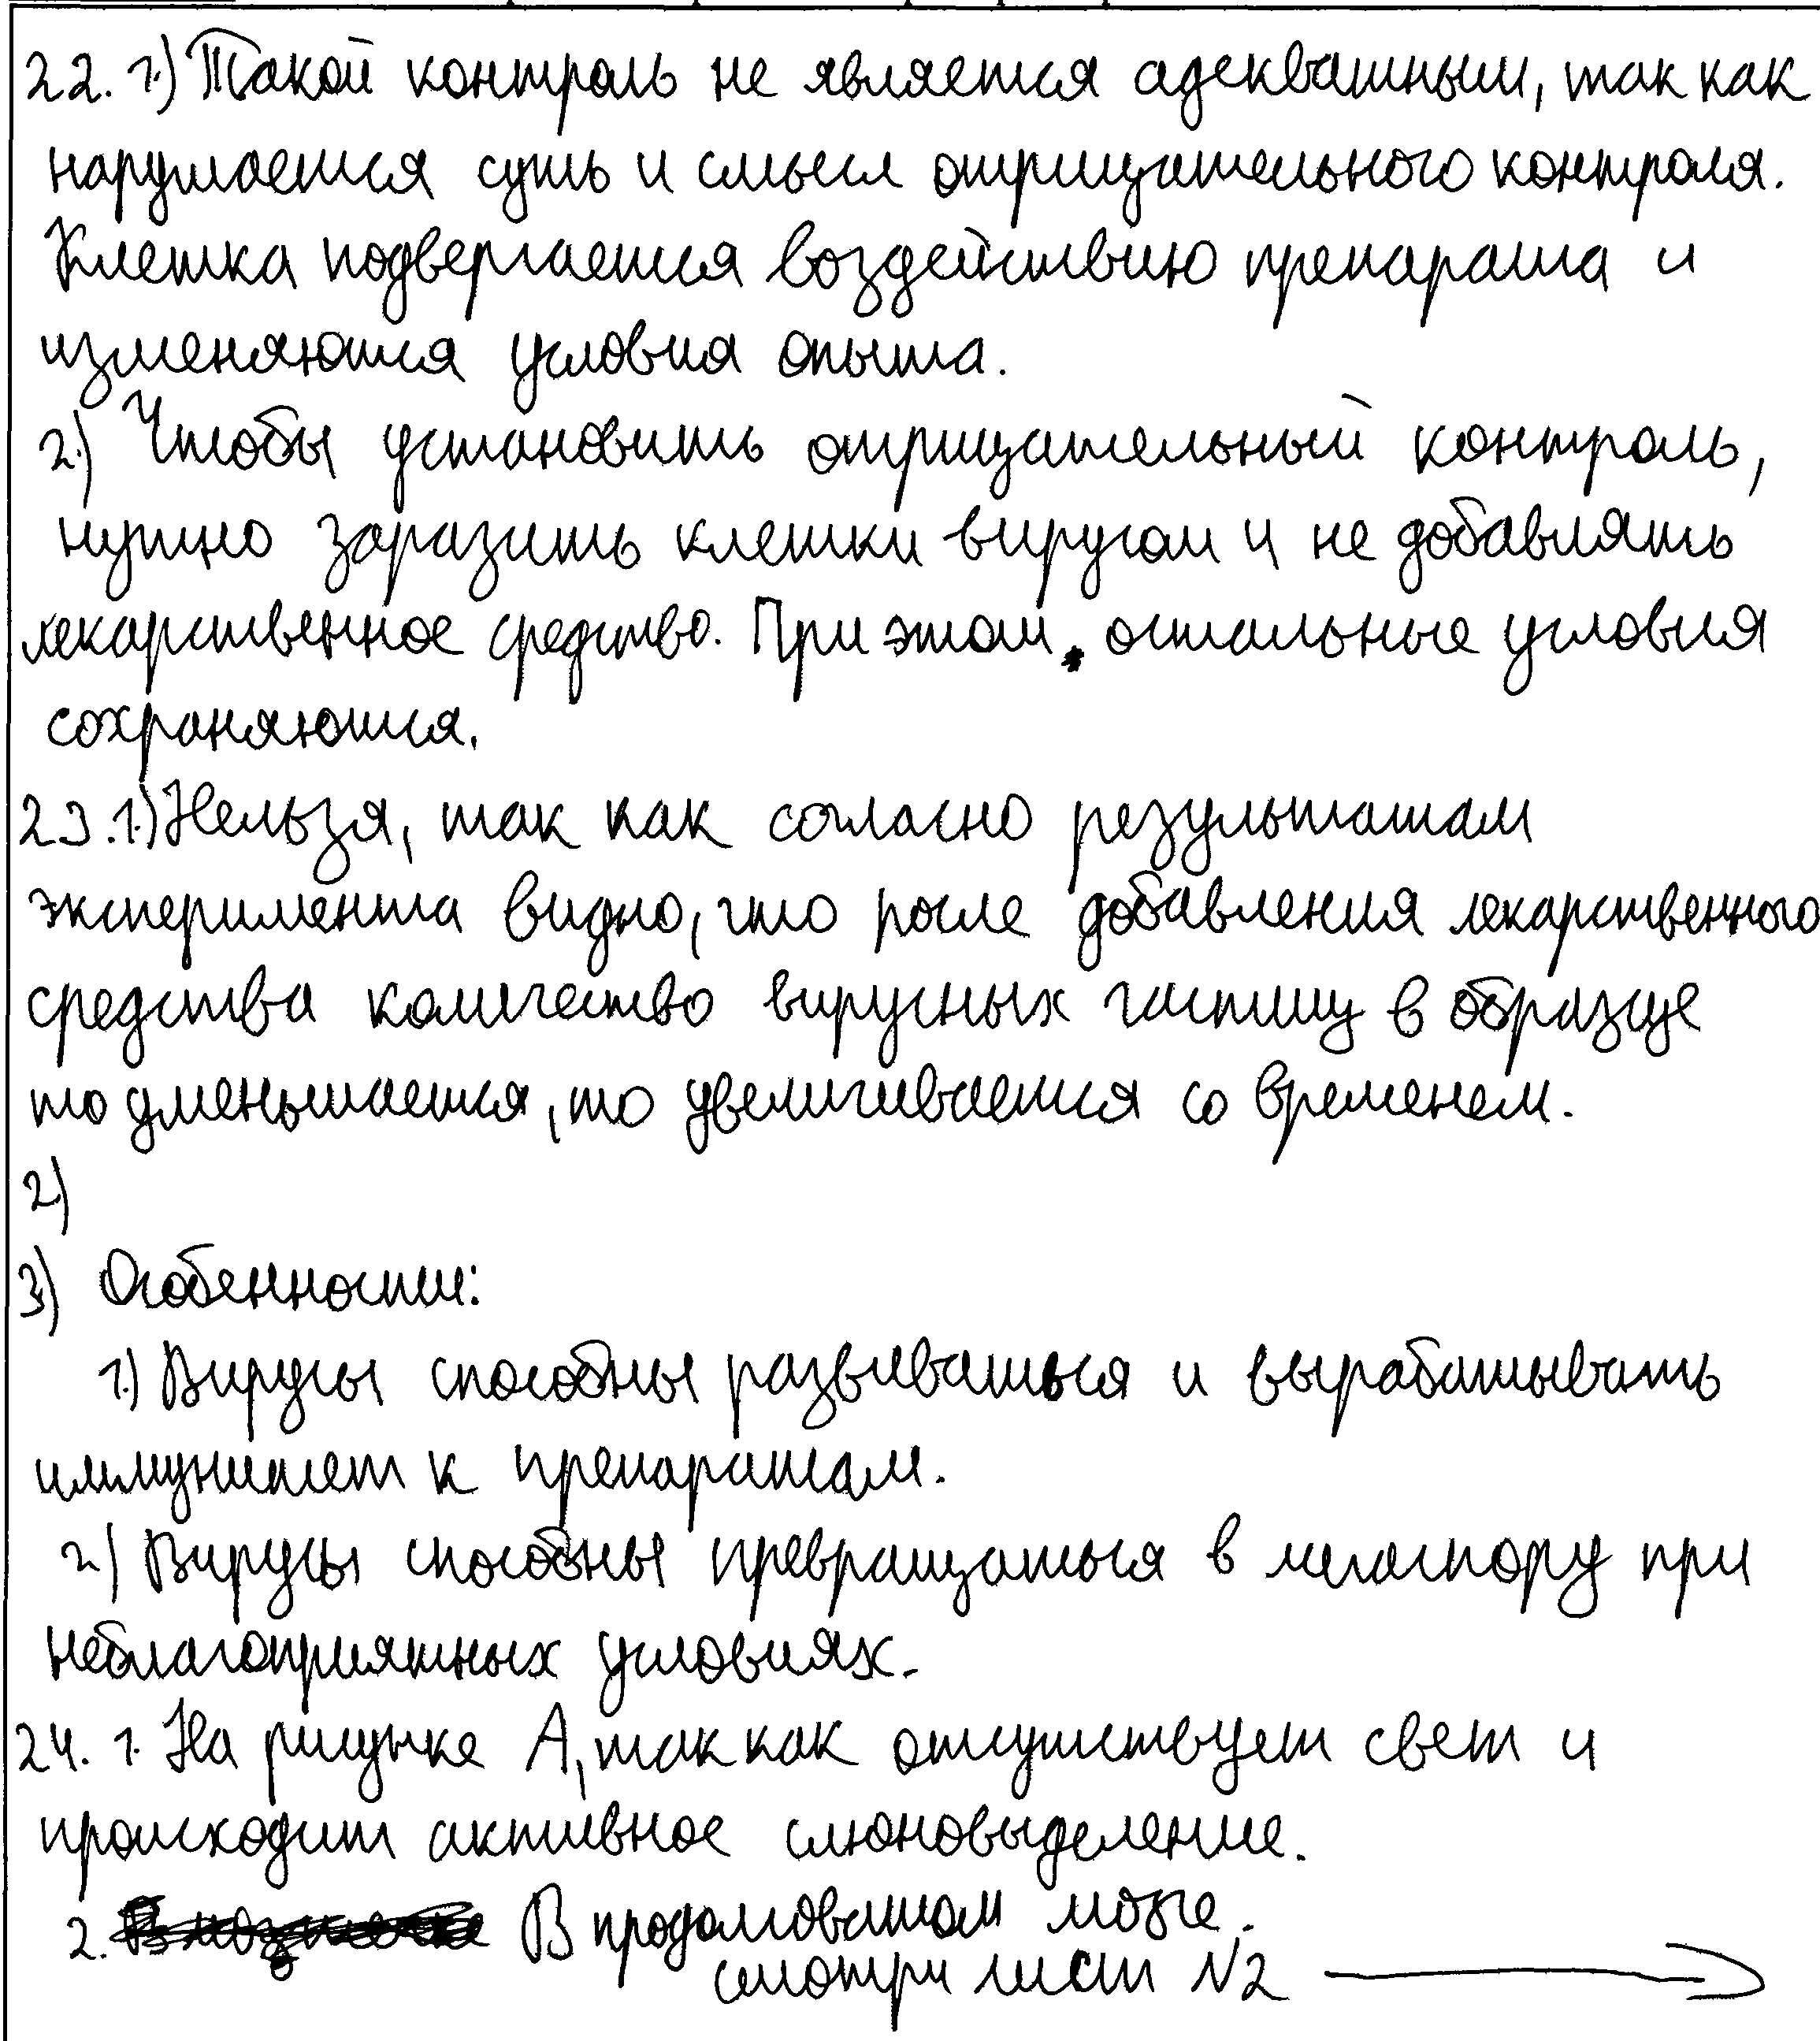 22. 1.) Такой контроль не является адекватным, так как
нарушается суть и смысл отрицательного контроля.
Клетка подвергается воздействию препарата и
изменяются условия опыта.
2.) Чтобы установить отрицательный контроль,
нужно заразить клетки вирусом и не добавлять
лекарственное средство. При этом остальные условия
сохраняются.
23. 1.) Нельзя, так как согласно результатам
эксперимента видно, что после добавления лекарственного
средства количество вирусных частиц в образце
то уменьшается, то увеличивается со временем.
2)
3) Особенности:
1.) Вирусы способны развиваться и вырабатывать
иммунитет к препаратам.
2) Вирусы способны превращаться в мегаспору при
неблагоприятных условиях.
24. 1. На рисунке А, так как отсутствует свет и
происходит активное слюновыделение.
2. В продолговатом мозге.
смотри лист №2